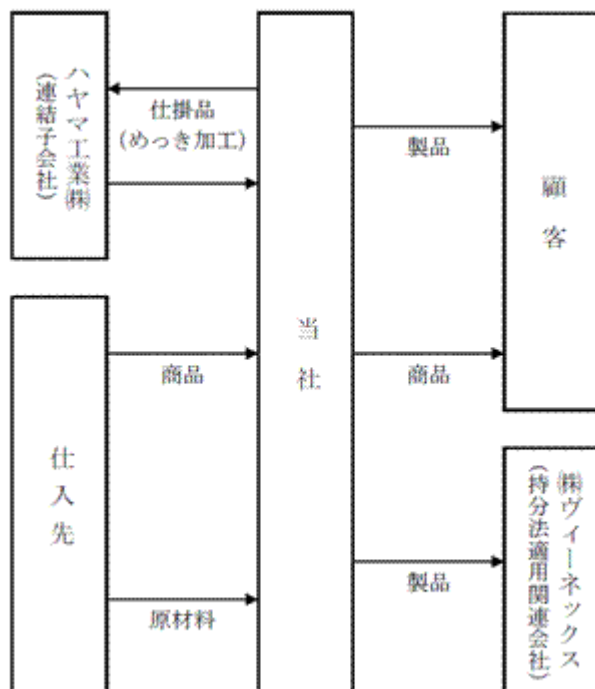 ハヤマ工業㈱
(連結子会社)
仕掛品
(めっき加工)
仕入先
商品
原材料
当社
製品
商品
製品
顧客
㈱ヴイーネックス
(持分法適用関連会社)